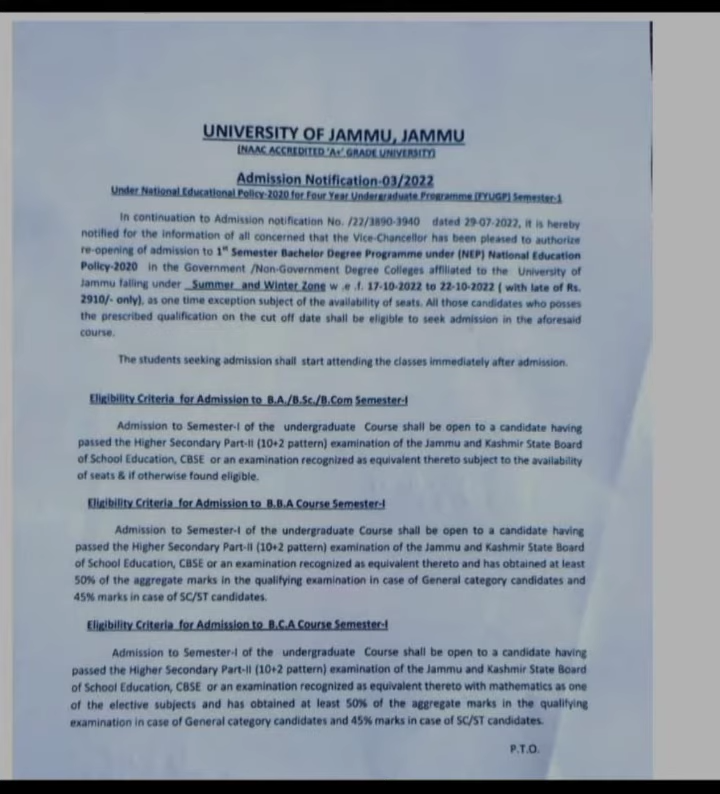 UNIVERSITY OF JAMMU, JAMMU
(NAAC ACCREDITED 'A+' GRADE UNIVERSITY)
Admission Notification-03/2022
Under National Educational Policy-2020 for Four Year Undergraduate Programme (FYUGP) Semester-1
In continuation to Admission notification No. /22/3890-3940 dated 29-07-2022, it is hereby
notified for the information of all concerned that the Vice-Chancellor has been pleased to authorize
re-opening of admission to 1st Semester Bachelor Degree Programme under (NEP) National Education
Policy-2020 in the Government /Non-Government Degree Colleges affiliated to the University of
Jammu falling under Summer and Winter Zone w .e .f. 17-10-2022 to 22-10-2022 ( with late of Rs.
2910/- only), as one time exception subject of the availability of seats. All those candidates who posses
the prescribed qualification on the cut off date shall be eligible to seek admission in the aforesaid
course.
The students seeking admission shall start attending the classes immediately after admission.
Eligibility Criteria for Admission to B.A./B.Sc./B.Com Semester-I
Admission to Semester-I of the undergraduate Course shall be open to a candidate having
passed the Higher Secondary Part-II (10+2 pattern) examination of the Jammu and Kashmir State Board
of School Education, CBSE or an examination recognized as equivalent thereto subject to the availability
of seats & if otherwise found eligible.
Eligibility Criteria for Admission to B.B.A Course Semester-I
Admission to Semester-I of the undergraduate Course shall be open to a candidate having
passed the Higher Secondary Part-II (10+2 pattern) examination of the Jammu and Kashmir State Board
of School Education, CBSE or an examination recognized as equivalent thereto and has obtained at least
50% of the aggregate marks in the qualifying examination in case of General category candidates and
45% marks in case of SC/ST candidates.
Eligibility Criteria for Admission to B.C.A Course Semester-I
Admission to Semester-I of the undergraduate Course shall be open to a candidate having
passed the Higher Secondary Part-II (10+2 pattern) examination of the Jammu and Kashmir State Board
of School Education, CBSE or an examination recognized as equivalent thereto with mathematics as one
of the elective subjects and has obtained at least 50% of the aggregate marks in the qualifying
examination in case of General category candidates and 45% marks in case of SC/ST candidates.
P.T.O.